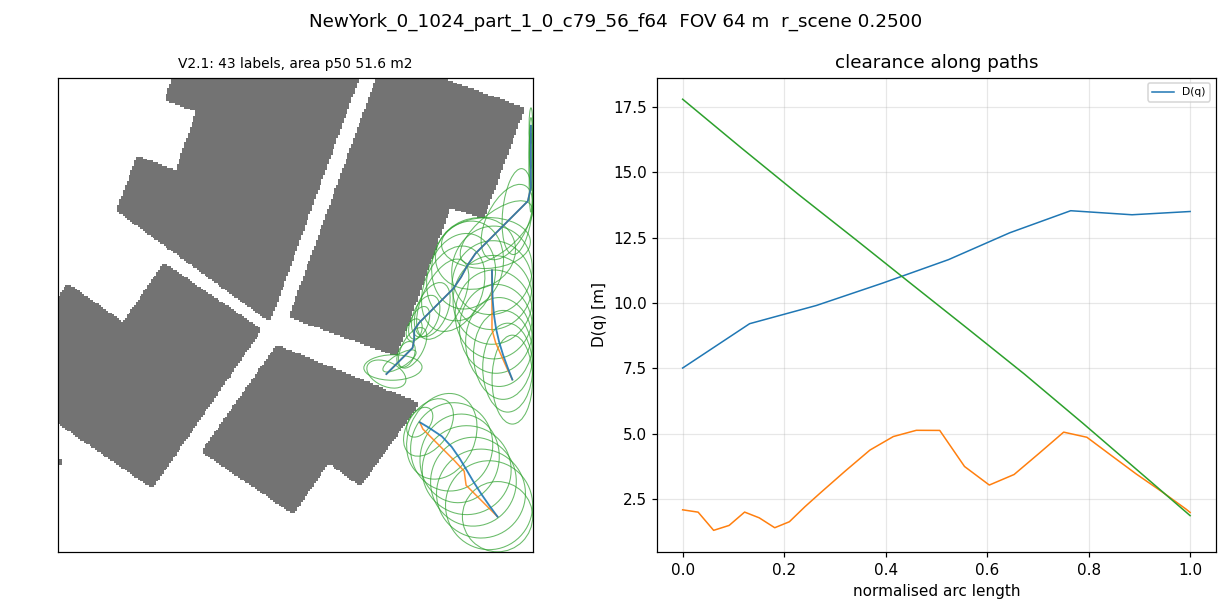 NewYork_0_1024_part_1_0_c79_56_f64  FOV 64 m  r_scene 0.2500
V2.1: 43 labels, area p50 51.6 m2
clearance along paths
D(q)
17.5
15.0
12.5
10.0
7.5
5.0
2.5
D(q) [m]
0.0
0.2
0.4
0.6
0.8
1.0
normalised arc length